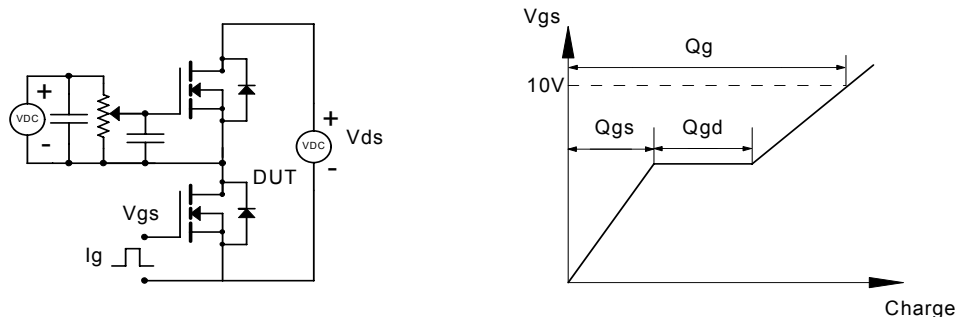 +
VDC
-
+
VDC
-
Vds
DUT
Vgs
Ig
Vgs
Qg
10V
Qgs
Qgd
Charge